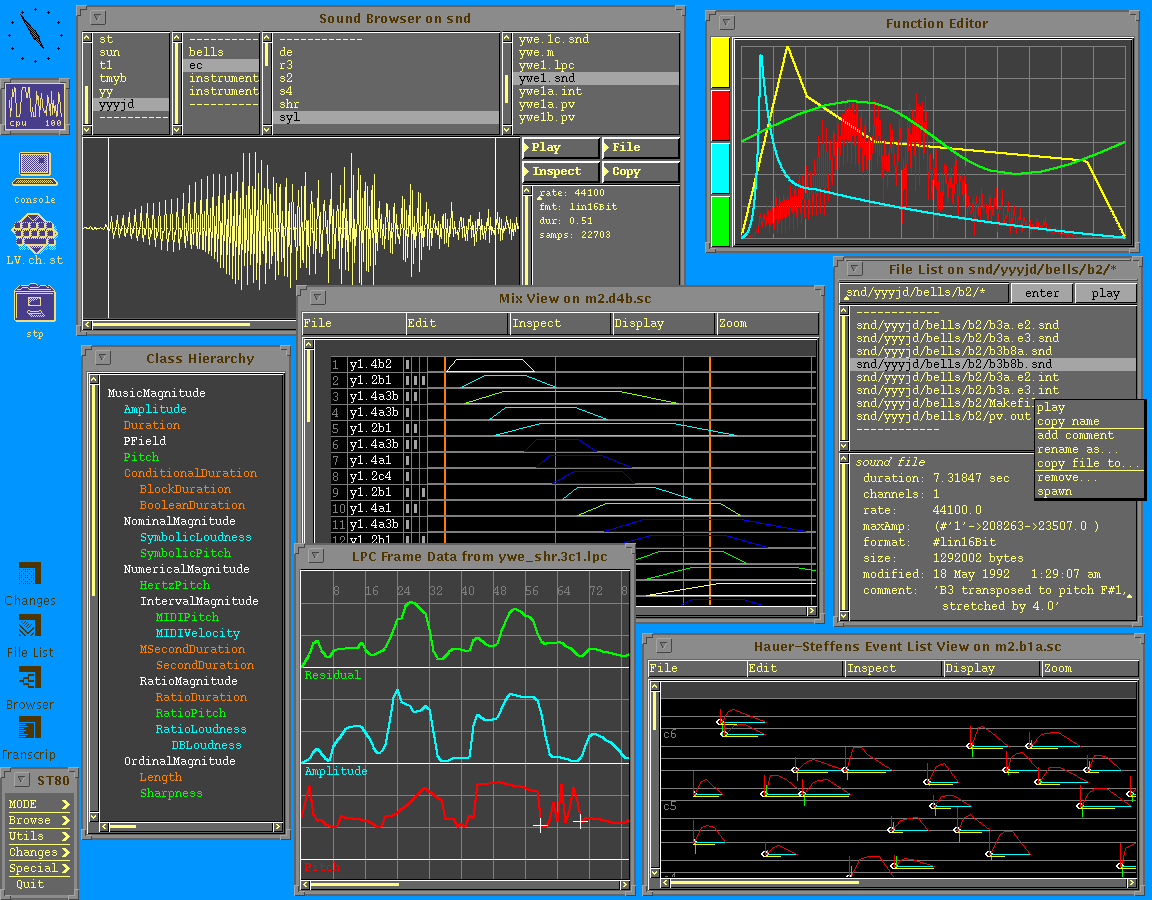 Sound Browser on snd
st
sun
t1
tmyb
yy
yyyjd
------------
------------
bells
ec
instrument
instrument
------------
------------
de
r3
s2
s4
shr
syl
ywe.1c.snd
ywe.m
ywe1.lpc
ywe1.snd
ywe1a.int
ywe1a.pv
ywe1b.pv
Play
File
Inspect
Copy
rate: 44100
fmt: lin16Bit
dur: 0.51
samps: 22703
cpu 100
Console
LV.ch.st
stp
Function Editor
File List on snd/yyyjd/bells/b2/*
snd/yyyjd/bells/b2/*
enter
play
------------
snd/yyyjd/bells/b2/b3a.e2.snd
snd/yyyjd/bells/b2/b3a.e3.snd
snd/yyyjd/bells/b2/b3b8a.snd
snd/yyyjd/bells/b2/b3b8b.snd
snd/yyyjd/bells/b2/b3a.e2.int
snd/yyyjd/bells/b2/b3a.e3.int
snd/yyyjd/bells/b2/Makefi
snd/yyyjd/bells/b2/pv.out
------------
play
copy name
add comment
rename as...
copy file to...
remove...
spawn
sound file
duration: 7.31847 sec
channels: 1
rate: 44100.0
maxAmp: (#'1'->208263->23507.0 )
format: #lin16Bit
size: 1292002 bytes
modified: 18 May 1992 1:29:07 am
comment: 'B3 transposed to pitch F#1,
stretched by 4.0'
Mix View on m2.d4b.sc
File Edit Inspect Display Zoom
1 y1.4b2
2 y1.2b1
3 y1.4a3b
4 y1.4a3b
5 y1.2b1
6 y1.4a3b
7 y1.4a1
8 y1.2c4
9 y1.2b1
10 y1.4a1
11 y1.4a3b
12 y1.2b1
Class Hierarchy
MusicMagnitude
Amplitude
Duration
PField
Pitch
ConditionalDuration
BlockDuration
BooleanDuration
NominalMagnitude
SymbolicLoudness
SymbolicPitch
NumericalMagnitude
HertzPitch
IntervalMagnitude
MIDIPitch
MIDIVelocity
MSecondDuration
SecondDuration
RatioMagnitude
RatioDuration
RatioPitch
RatioLoudness
DBLoudness
OrdinalMagnitude
Length
Sharpness
LPC Frame Data from ywe_shr.3c1.lpc
8 16 24 32 40 48 56 64 72 8
Residual
Amplitude
Pitch
Hauer-Steffens Event List View on m2.b1a.sc
File Edit Inspect Display Zoom
c6
c5
Changes
File List
Browser
Transcrip
ST80
MODE
Browse
Utils
Changes
Special
Quit